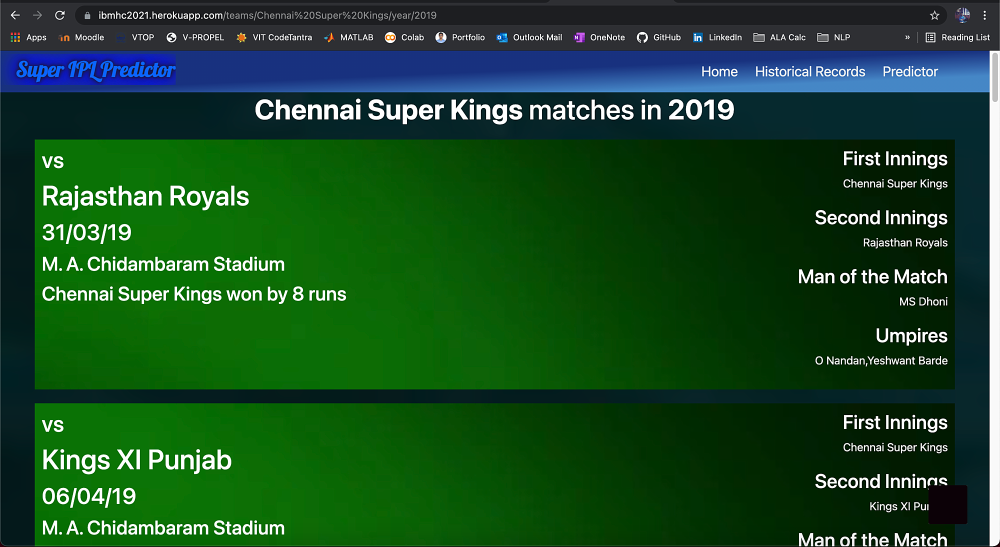 ibmhc2021.herokuapp.com/teams/Chennai%20Super%20Kings/year/2019
Apps Moodle VTOP V-PROPEL VIT CodeTantra MATLAB Colab Portfolio Outlook Mail OneNote GitHub LinkedIn ALA Calc NLP » Reading List
Super IPL Predictor
Home Historical Records Predictor
Chennai Super Kings matches in 2019
vs
Rajasthan Royals
31/03/19
M. A. Chidambaram Stadium
Chennai Super Kings won by 8 runs
First Innings
Chennai Super Kings
Second Innings
Rajasthan Royals
Man of the Match
MS Dhoni
Umpires
O Nandan,Yeshwant Barde
vs
Kings XI Punjab
06/04/19
M. A. Chidambaram Stadium
First Innings
Chennai Super Kings
Second Innings
Kings XI
Man of the Match